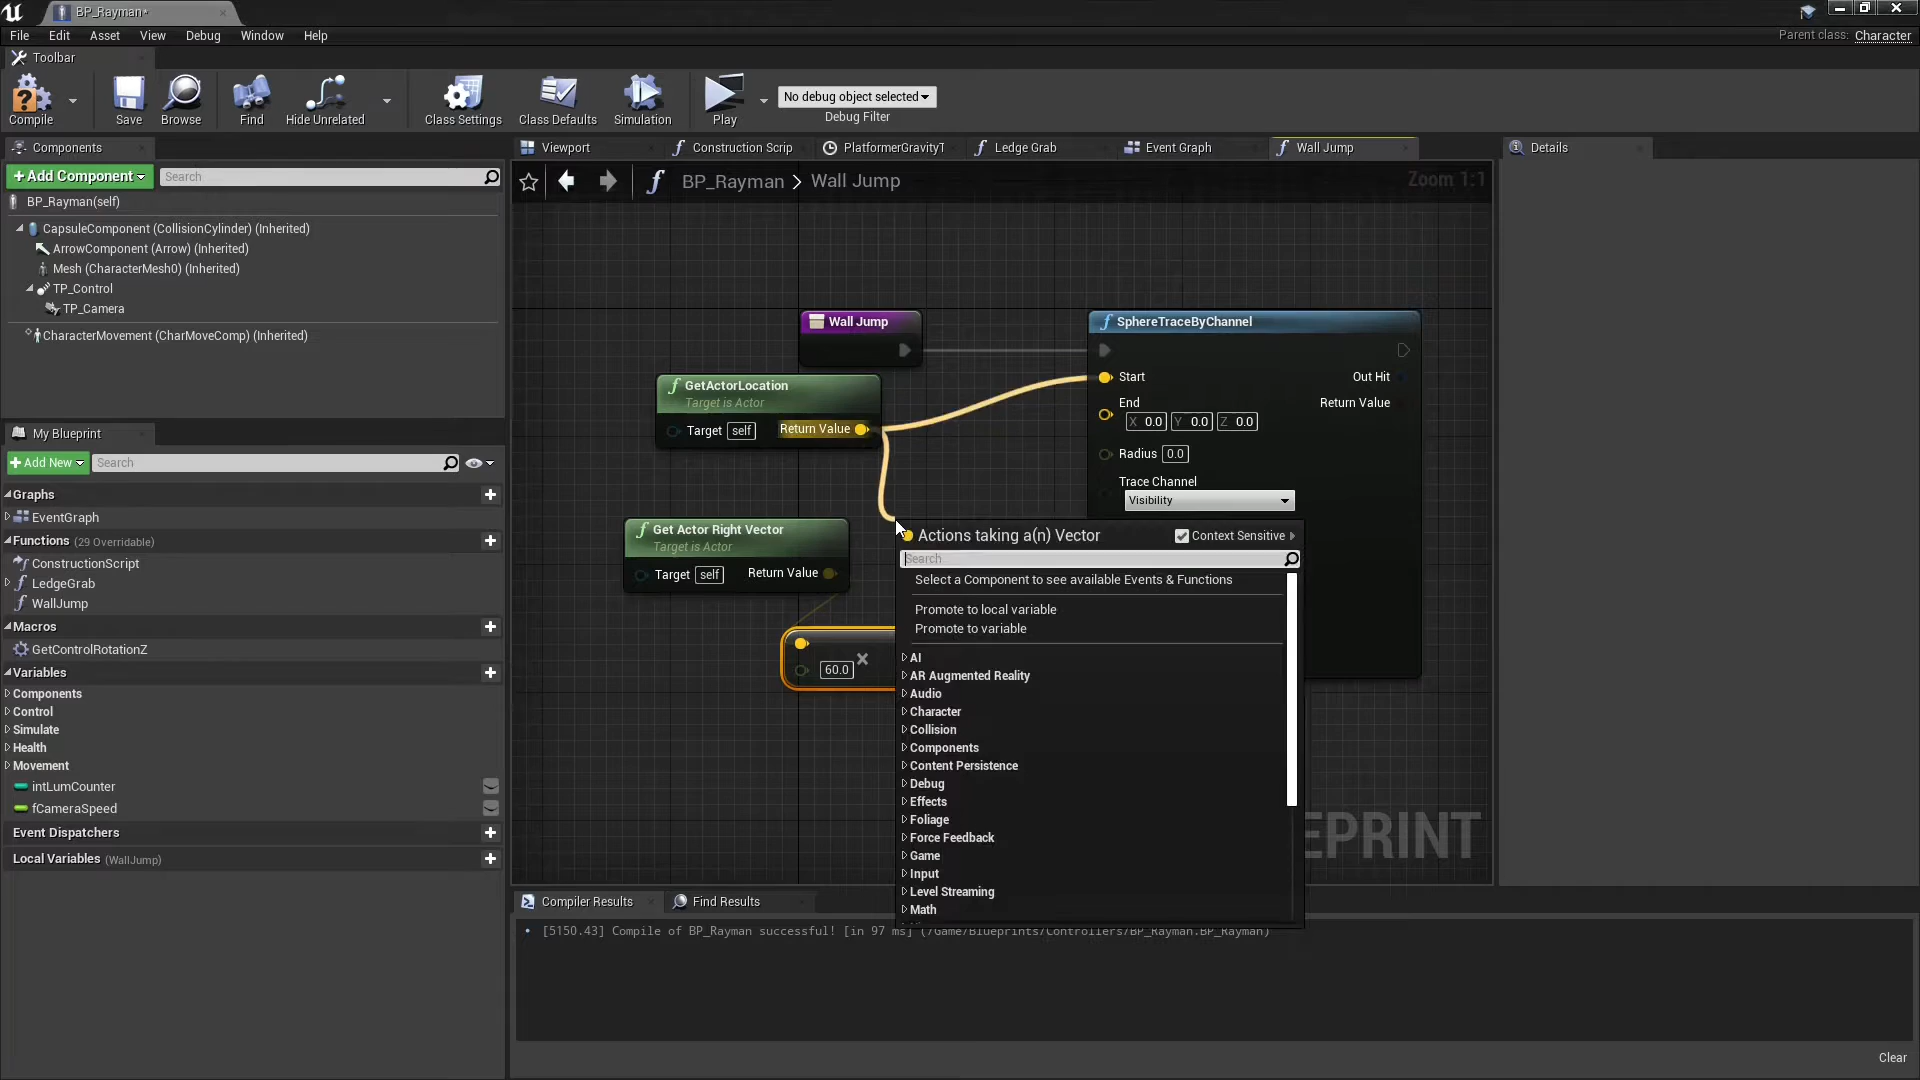 BP_Rayman*
File Edit Asset View Debug Window Help
Parent class: Character
Toolbar
Compile Save Browse Find Hide Unrelated Class Settings Class Defaults Simulation Play
No debug object selected
Debug Filter
Components
+Add Component
Search
BP_Rayman(self)
CapsuleComponent (CollisionCylinder) (Inherited)
ArrowComponent (Arrow) (Inherited)
Mesh (CharacterMesh0) (Inherited)
TP_Control
TP_Camera
CharacterMovement (CharMoveComp) (Inherited)
My Blueprint
+Add New
Search
Graphs
EventGraph
Functions (29 Overridable)
ConstructionScript
LedgeGrab
WallJump
Macros
GetControlRotationZ
Variables
Components
Control
Simulate
Health
Movement
intLumCounter
fCameraSpeed
Event Dispatchers
Local Variables (WallJump)
Viewport Construction Scrip PlatformerGravityT Ledge Grab Event Graph Wall Jump
BP_Rayman > Wall Jump
Zoom 1:1
Wall Jump
GetActorLocation
Target is Actor
Target self Return Value
Get Actor Right Vector
Target is Actor
Target self Return Value
60.0
SphereTraceByChannel
Start Out Hit
End Return Value
X 0.0 Y 0.0 Z 0.0
Radius 0.0
Trace Channel
Visibility
Actions taking a(n) Vector
Context Sensitive
Search
Select a Component to see available Events & Functions
Promote to local variable
Promote to variable
AI
AR Augmented Reality
Audio
Character
Collision
Components
Content Persistence
Debug
Effects
Foliage
Force Feedback
Game
Input
Level Streaming
Math
EPRINT
Details
Compiler Results Find Results
[5150.43] Compile of BP_Rayman successful! [in 97 ms] (/Game/Blueprints/Controllers/BP_Rayman.BP_Rayman)
Clear